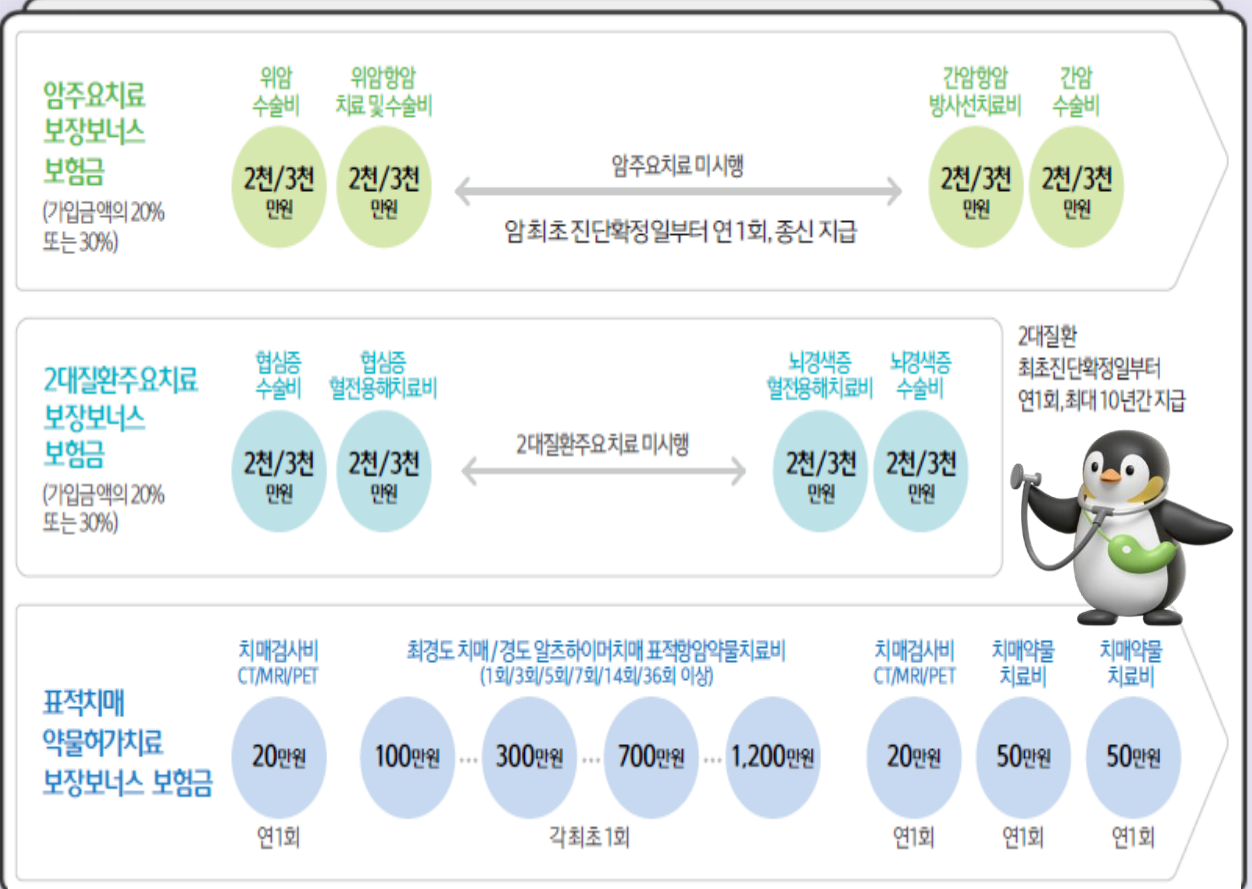 암주요치료
보장보너스
보험금
(가입금액의 20%
또는 30%)
위암
수술비
2천/3천
만원
위암항암
치료 및 수술비
2천/3천
만원
암주요치료 미시행
암 최초 진단확정일부터 연 1회, 종신 지급
간암항암
방사선치료비
2천/3천
만원
간암
수술비
2천/3천
만원
2대질환주요치료
보장보너스
보험금
(가입금액의 20%
또는 30%)
협심증
수술비
2천/3천
만원
협심증
혈전용해치료비
2천/3천
만원
2대질환주요 치료 미시행
뇌경색증
혈전용해치료비
2천/3천
만원
뇌경색증
수술비
2천/3천
만원
2대질환
최초진단확정일부터
연1회, 최대 10년간 지급
표적치매
약물허가치료
보장보너스 보험금
치매검사비
CT/MRI/PET
20만원
연1회
최경도 치매 / 경도 알츠하이머치매 표적항암약물치료비
(1회/3회/5회/7회/14회/36회 이상)
100만원 ··· 300만원 ··· 700만원 ··· 1,200만원
각 최초 1회
치매검사비
CT/MRI/PET
20만원
연1회
치매약물
치료비
50만원
연1회
치매약물
치료비
50만원
연1회